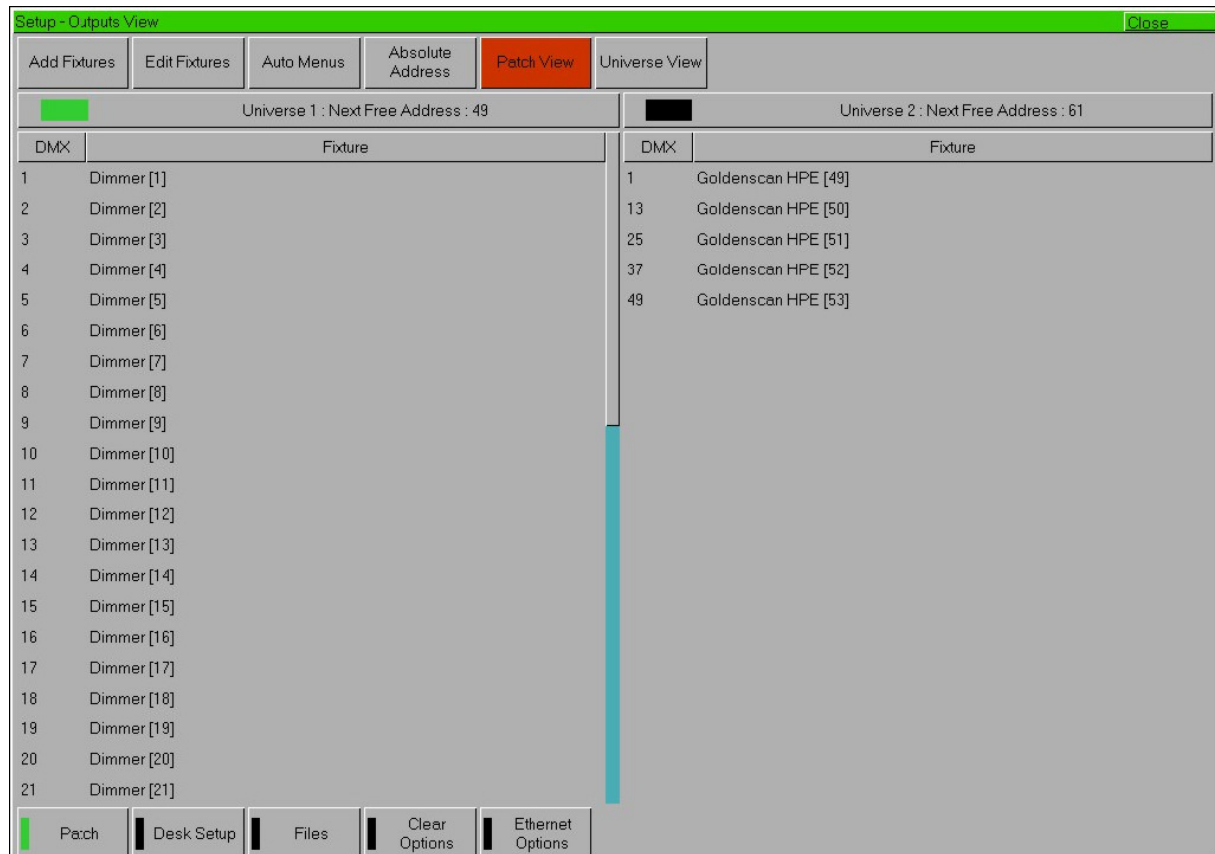 Setup - Outputs View
Close
Add Fixtures
Edit Fixtures
Auto Menus
Absolute
Address
Patch View
Universe View
Universe 1 : Next Free Address : 49
DMX Fixture
1 Dimmer [1]
2 Dimmer [2]
3 Dimmer [3]
4 Dimmer [4]
5 Dimmer [5]
6 Dimmer [6]
7 Dimmer [7]
8 Dimmer [8]
9 Dimmer [9]
10 Dimmer [10]
11 Dimmer [11]
12 Dimmer [12]
13 Dimmer [13]
14 Dimmer [14]
15 Dimmer [15]
16 Dimmer [16]
17 Dimmer [17]
18 Dimmer [18]
19 Dimmer [19]
20 Dimmer [20]
21 Dimmer [21]
Universe 2 : Next Free Address : 61
DMX Fixture
1 Goldenscan HPE [49]
13 Goldenscan HPE [50]
25 Goldenscan HPE [51]
37 Goldenscan HPE [52]
49 Goldenscan HPE [53]
Patch
Desk Setup
Files
Clear
Options
Ethernet
Options